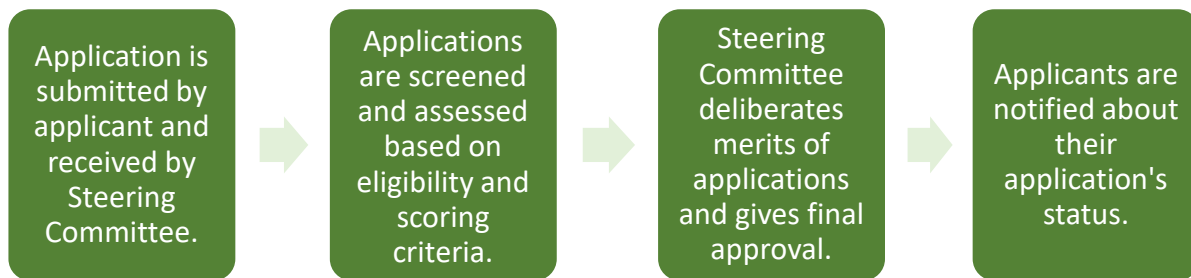 Application is
submitted by
applicant and
received by
Steering
Committee.
Applications
are screened
and assessed
based on
eligibility and
scoring
criteria.
Steering
Committee
deliberates
merits of
applications
and gives final
approval.
Applicants are
notified about
their
application's
status.